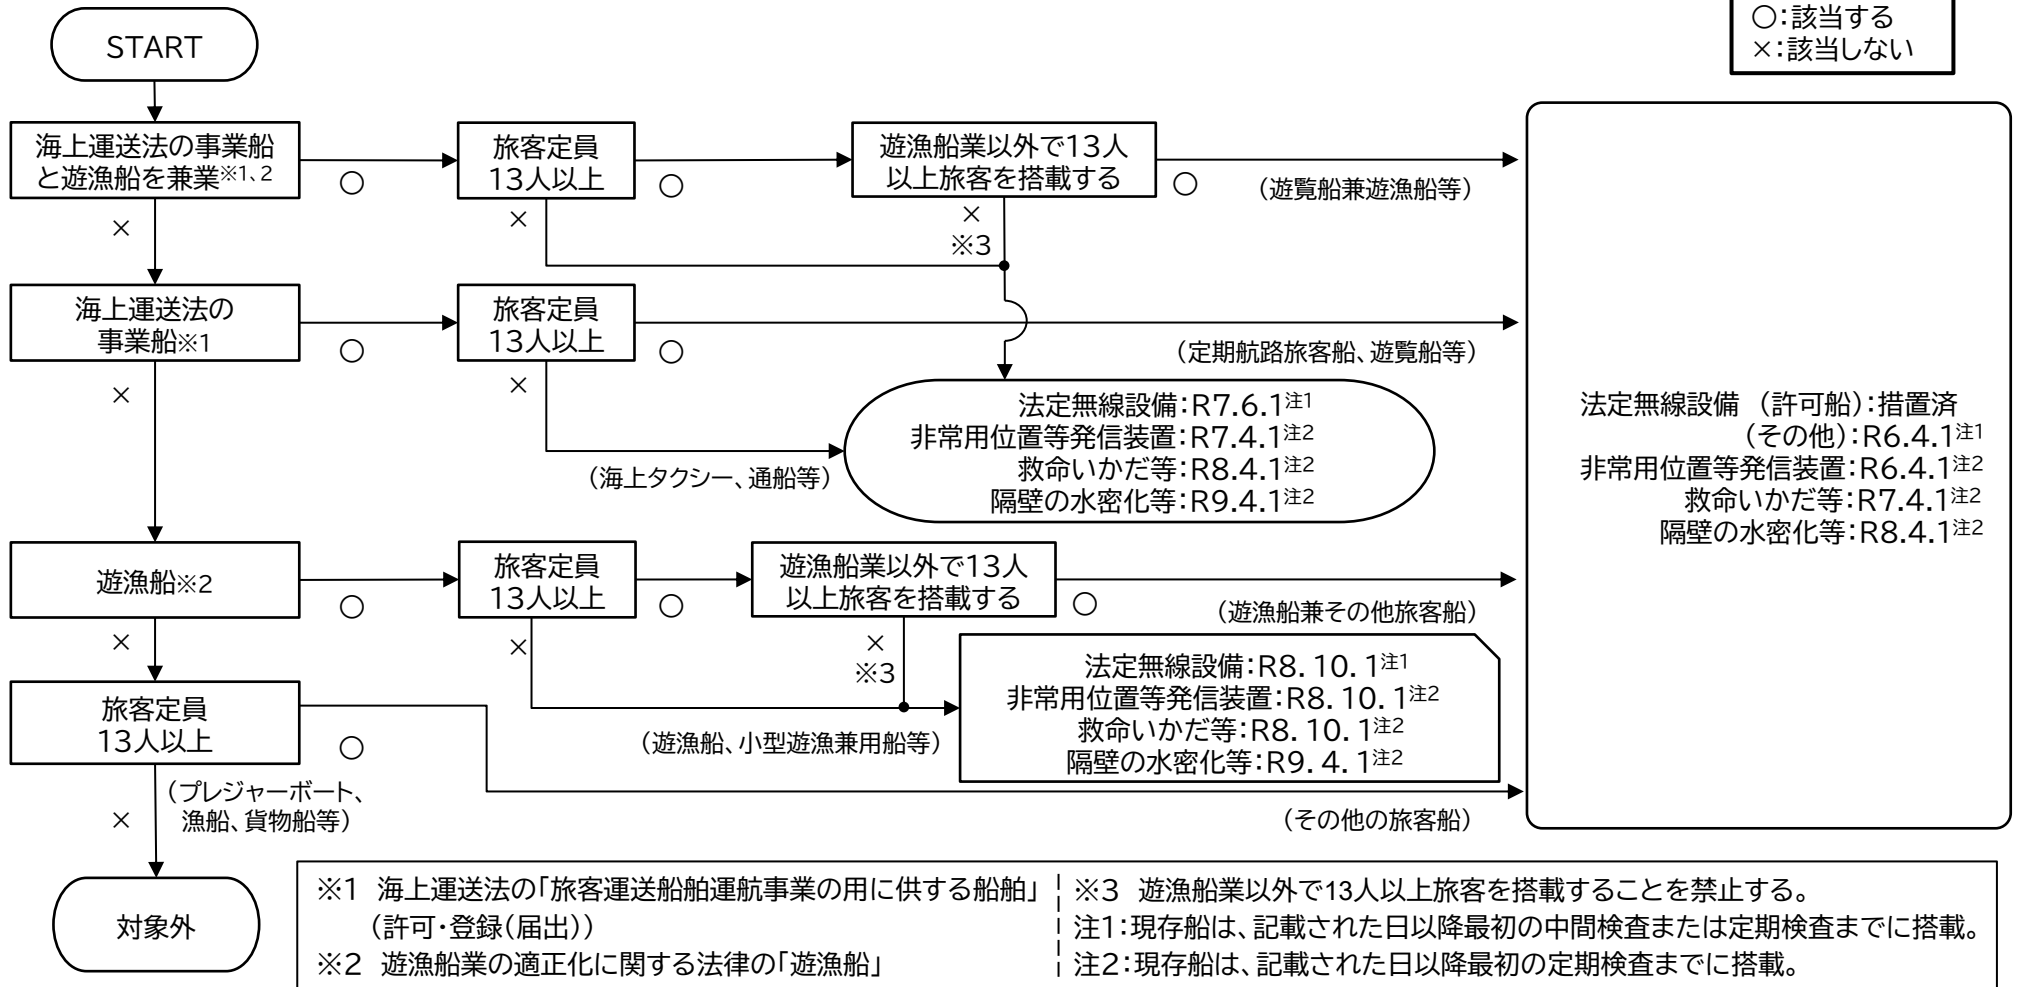 ○:該当する
×:該当しない
START
海上運送法の事業船
と遊漁船を兼業※1、2
○
×
旅客定員
13人以上
○
×
遊漁船業以外で13人
以上旅客を搭載する
○
×
※3
（遊覧船兼遊漁船等）
海上運送法の
事業船※1
○
×
旅客定員
13人以上
○
×
（定期航路旅客船、遊覧船等）
（海上タクシー、通船等）
法定無線設備：R7.6.1注1
非常用位置等発信装置：R7.4.1注2
救命いかだ等：R8.4.1注2
隔壁の水密化等：R9.4.1注2
法定無線設備　（許可船）：措置済
（その他）：R6.4.1注1
非常用位置等発信装置：R6.4.1注2
救命いかだ等：R7.4.1注2
隔壁の水密化等：R8.4.1注2
遊漁船※2
○
×
旅客定員
13人以上
○
×
遊漁船業以外で13人
以上旅客を搭載する
○
×
※3
（遊漁船兼その他旅客船）
（遊漁船、小型遊漁兼用船等）
法定無線設備：R8.10.1注1
非常用位置等発信装置：R8.10.1注2
救命いかだ等：R8.10.1注2
隔壁の水密化等：R9.4.1注2
旅客定員
13人以上
○
×
（プレジャーボート、
漁船、貨物船等）
（その他の旅客船）
対象外
※1　海上運送法の「旅客運送船舶運航事業の用に供する船舶」
（許可・登録（届出））
※2　遊漁船業の適正化に関する法律の「遊漁船」
※3　遊漁船業以外で13人以上旅客を搭載することを禁止する。
注1：現存船は、記載された日以降最初の中間検査または定期検査までに搭載。
注2：現存船は、記載された日以降最初の定期検査までに搭載。